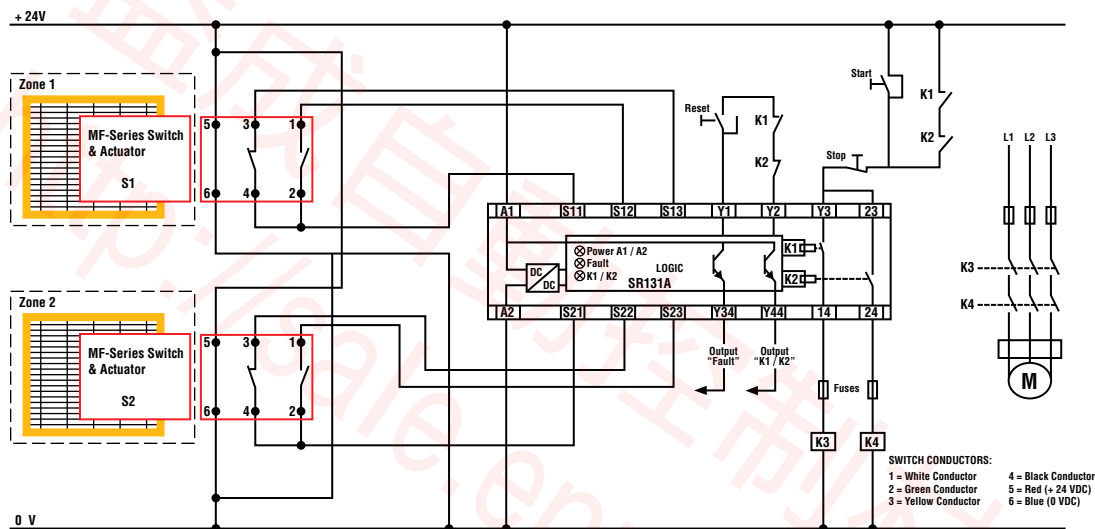 + 24V
Zone 1
MF-Series Switch
& Actuator
S1
5 3 1
6 4 2
Zone 2
MF-Series Switch
& Actuator
S2
5 3 1
6 4 2
0 V
Reset
K1
K2
Start
Stop
K1
K2
A1 S11 S12 S13 Y1 Y2 Y3 23
Power A1 / A2
Fault
K1 / K2
LOGIC
SR131A
DC
DC
K1
K2
A2 S21 S22 S23 Y34 Y44 14 24
Output
"Fault"
Output
"K1 / K2"
Fuses
K3
K4
L1 L2 L3
K3
K4
M
SWITCH CONDUCTORS:
1 = White Conductor
2 = Green Conductor
3 = Yellow Conductor
4 = Black Conductor
5 = Red (+ 24 VDC)
6 = Blue (0 VDC)